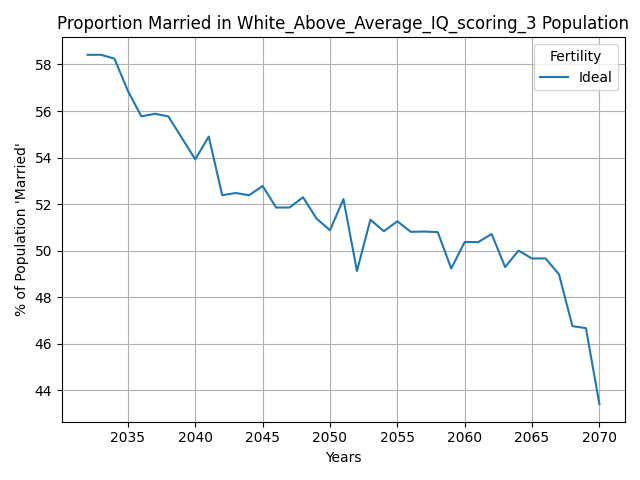 Proportion Married in White_Above_Average_IQ_scoring_3 Population
Fertility
Ideal
% of Population 'Married'
58
56
54
52
50
48
46
44
2035 2040 2045 2050 2055 2060 2065 2070
Years